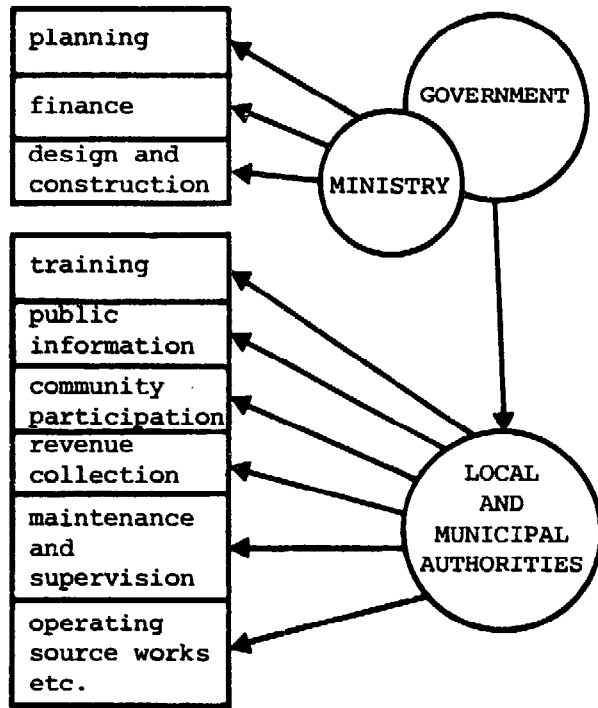 planning
finance
design and
construction
GOVERNMENT
MINISTRY
training
public
information
community
participation
revenue
collection
maintenance
and
supervision
operating
source works
etc.
LOCAL
AND
MUNICIPAL
AUTHORITIES